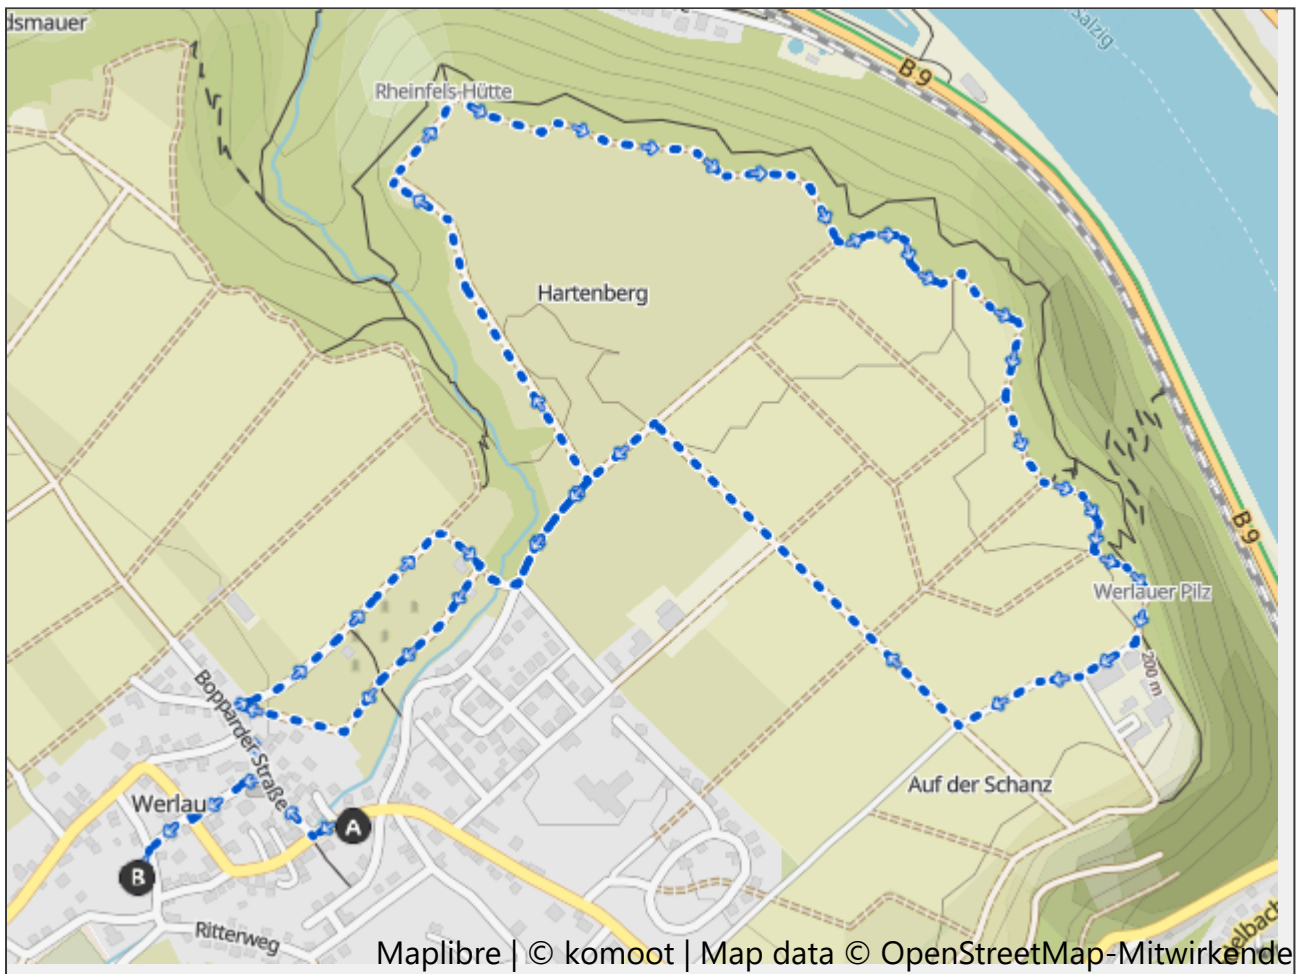 dsmauer
Salzig
B 9
Rheinfels-Hütte
Hartenberg
B 9
Werlauer Pilz
200 m
Bopparder Straße
Auf der Schanz
Werlau
A
B
Ritterweg
elbach
Maplibre | © komoot | Map data © OpenStreetMap-Mitwirkende